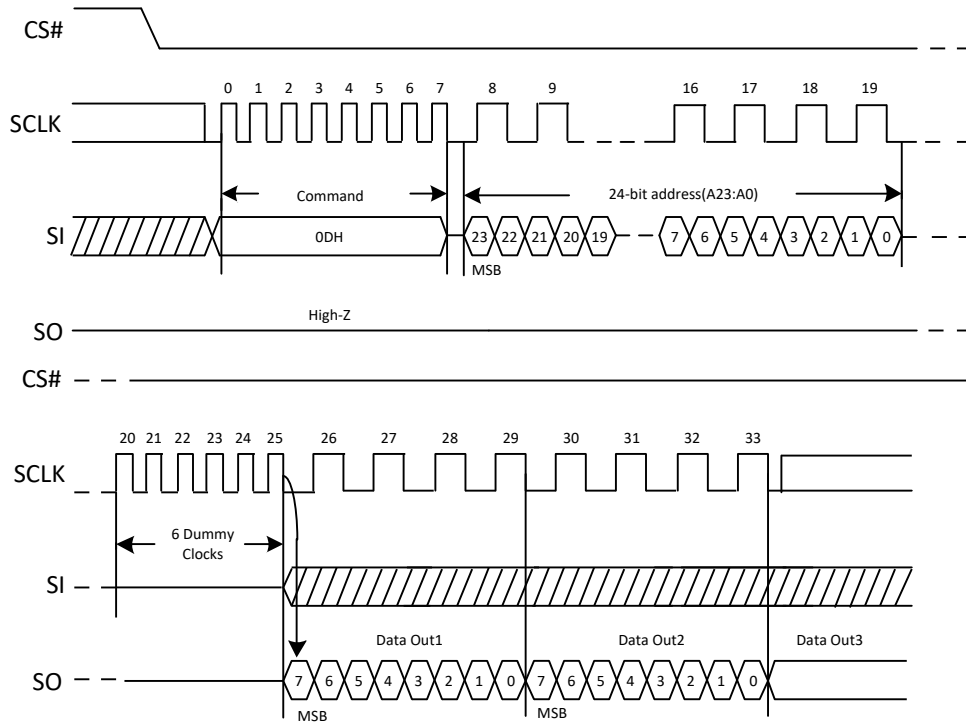 CS#
0 1 2 3 4 5 6 7 8 9 16 17 18 19
SCLK
Command 24-bit address(A23:A0)
SI 0DH 23 22 21 20 19 7 6 5 4 3 2 1 0
MSB
High-Z
SO
CS#
20 21 22 23 24 25 26 27 28 29 30 31 32 33
SCLK
6 Dummy
Clocks
SI
Data Out1 Data Out2 Data Out3
SO 7 6 5 4 3 2 1 0 7 6 5 4 3 2 1 0
MSB MSB